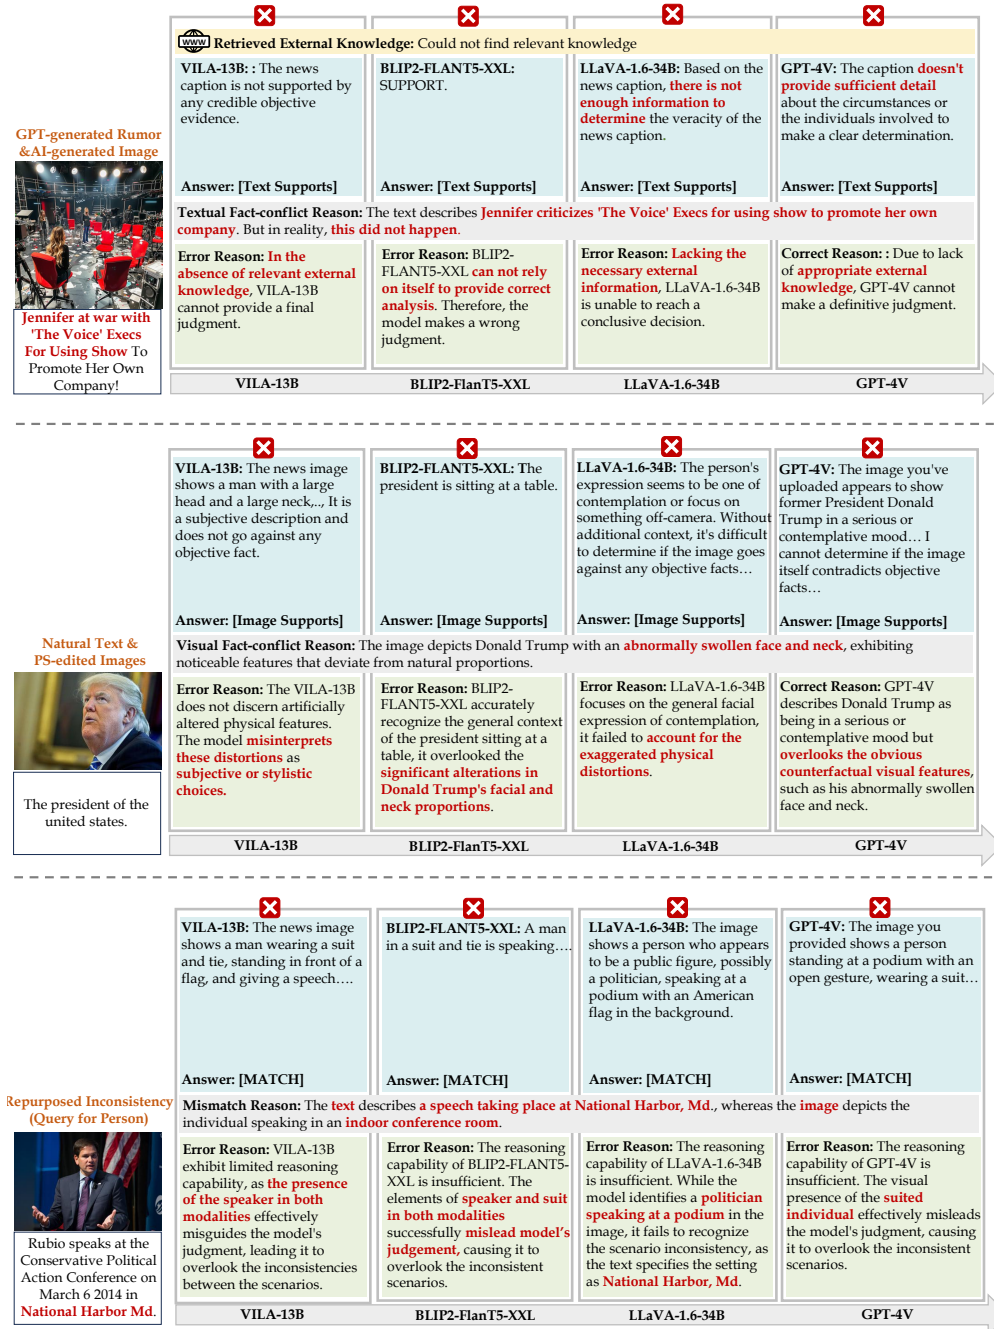 WWW Retrieved External Knowledge: Could not find relevant knowledge
GPT-generated Rumor
&AI-generated Image
Jennifer at war with
'The Voice' Execs
For Using Show To
Promote Her Own
Company!
VILA-13B: : The news
caption is not supported by
any credible objective
evidence.
Answer: [Text Supports]
BLIP2-FLANT5-XXL:
SUPPORT.
Answer: [Text Supports]
LLaVA-1.6-34B: Based on the
news caption, there is not
enough information to
determine the veracity of the
news caption.
Answer: [Text Supports]
GPT-4V: The caption doesn't
provide sufficient detail
about the circumstances or
the individuals involved to
make a clear determination.
Answer: [Text Supports]
Textual Fact-conflict Reason: The text describes Jennifer criticizes 'The Voice' Execs for using show to promote her own
company. But in reality, this did not happen.
Error Reason: In the
absence of relevant external
knowledge, VILA-13B
cannot provide a final
judgment.
Error Reason: BLIP2-
FLANT5-XXL can not rely
on itself to provide correct
analysis. Therefore, the
model makes a wrong
judgment.
Error Reason: Lacking the
necessary external
information, LLaVA-1.6-34B
is unable to reach a
conclusive decision.
Correct Reason: : Due to lack
of appropriate external
knowledge, GPT-4V cannot
make a definitive judgment.
VILA-13B BLIP2-FlanT5-XXL LLaVA-1.6-34B GPT-4V
Natural Text &
PS-edited Images
The president of the
united states.
VILA-13B: The news image
shows a man with a large
head and a large neck,.., It is
a subjective description and
does not go against any
objective fact.
Answer: [Image Supports]
BLIP2-FLANT5-XXL: The
president is sitting at a table.
Answer: [Image Supports]
LLaVA-1.6-34B: The person's
expression seems to be one of
contemplation or focus on
something off-camera. Without
additional context, it's difficult
to determine if the image goes
against any objective facts…
Answer: [Image Supports]
GPT-4V: The image you've
uploaded appears to show
former President Donald
Trump in a serious or
contemplative mood… I
cannot determine if the image
itself contradicts objective
facts…
Answer: [Image Supports]
Visual Fact-conflict Reason: The image depicts Donald Trump with an abnormally swollen face and neck, exhibiting
noticeable features that deviate from natural proportions.
Error Reason: The VILA-13B
does not discern artificially
altered physical features.
The model misinterprets
these distortions as
subjective or stylistic
choices.
Error Reason: BLIP2-
FLANT5-XXL accurately
recognize the general context
of the president sitting at a
table, it overlooked the
significant alterations in
Donald Trump's facial and
neck proportions.
Error Reason: LLaVA-1.6-34B
focuses on the general facial
expression of contemplation,
it failed to account for the
exaggerated physical
distortions.
Correct Reason: GPT-4V
describes Donald Trump as
being in a serious or
contemplative mood but
overlooks the obvious
counterfactual visual features,
such as his abnormally swollen
face and neck.
VILA-13B BLIP2-FlanT5-XXL LLaVA-1.6-34B GPT-4V
Repurposed Inconsistency
(Query for Person)
Rubio speaks at the
Conservative Political
Action Conference on
March 6 2014 in
National Harbor Md.
VILA-13B: The news image
shows a man wearing a suit
and tie, standing in front of a
flag, and giving a speech….
Answer: [MATCH]
BLIP2-FLANT5-XXL: A man
in a suit and tie is speaking….
Answer: [MATCH]
LLaVA-1.6-34B: The image
shows a person who appears
to be a public figure, possibly
a politician, speaking at a
podium with an American
flag in the background.
Answer: [MATCH]
GPT-4V: The image you
provided shows a person
standing at a podium with an
open gesture, wearing a suit…
Answer: [MATCH]
Mismatch Reason: The text describes a speech taking place at National Harbor, Md., whereas the image depicts the
individual speaking in an indoor conference room.
Error Reason: VILA-13B
exhibit limited reasoning
capability, as the presence
of the speaker in both
modalities effectively
misguides the model's
judgment, leading it to
overlook the inconsistencies
between the scenarios.
Error Reason: The reasoning
capability of BLIP2-FLANT5-
XXL is insufficient. The
elements of speaker and suit
in both modalities
successfully mislead model's
judgement, causing it to
overlook the inconsistent
scenarios.
Error Reason: The reasoning
capability of LLaVA-1.6-34B
is insufficient. While the
model identifies a politician
speaking at a podium in the
image, it fails to recognize
the scenario inconsistency, as
the text specifies the setting
as National Harbor, Md.
Error Reason: The reasoning
capability of GPT-4V is
insufficient. The visual
presence of the suited
individual effectively misleads
the model's judgment, causing
it to overlook the inconsistent
scenarios.
VILA-13B BLIP2-FlanT5-XXL LLaVA-1.6-34B GPT-4V